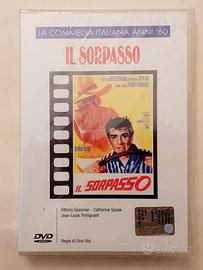 LA COMMEDIA ITALIANA ANNI '60
IL SORPASSO
IL SORPASSO
Vittorio Gassman - Catherine Spaak
Jean-Louis Trintignant
DVD
Regia di Dino Risi
Subito